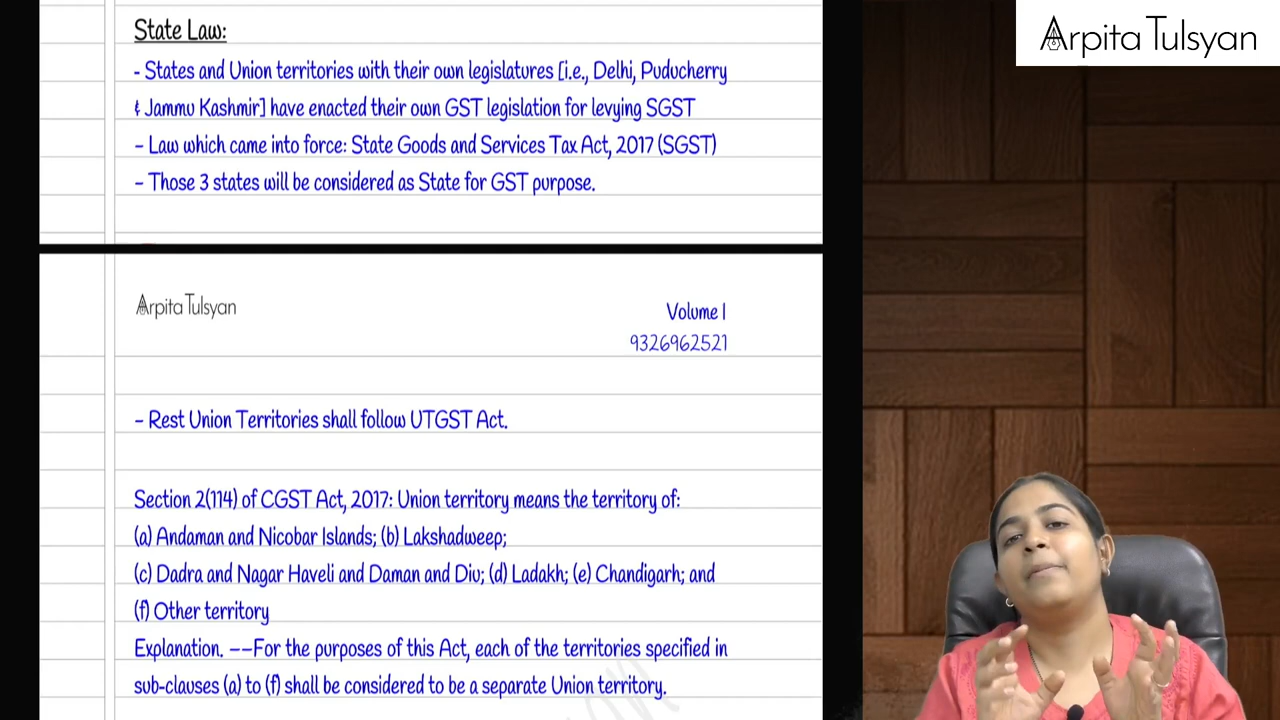 Arpita Tulsyan
State Law:
- States and Union territories with their own legislatures [i.e., Delhi, Puducherry
& Jammu Kashmir] have enacted their own GST legislation for levying SGST
- Law which came into force: State Goods and Services Tax Act, 2017 (SGST)
- Those 3 states will be considered as State for GST purpose.
Arpita Tulsyan
Volume I
9326962521
- Rest Union Territories shall follow UTGST Act.
Section 2(114) of CGST Act, 2017: Union territory means the territory of:
(a) Andaman and Nicobar Islands; (b) Lakshadweep;
(c) Dadra and Nagar Haveli and Daman and Diu; (d) Ladakh; (e) Chandigarh; and
(f) Other territory
Explanation. --For the purposes of this Act, each of the territories specified in
sub-clauses (a) to (f) shall be considered to be a separate Union territory.